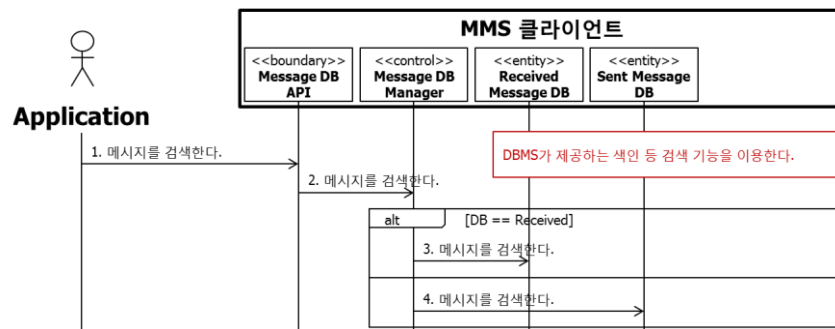 MMS 클라이언트
<<boundary>>
Message DB
API
<<control>>
Message DB
Manager
<<entity>>
Received
Message DB
<<entity>>
Sent Message
DB
Application
1. 메시지를 검색한다.
DBMS가 제공하는 색인 등 검색 기능을 이용한다.
2. 메시지를 검색한다.
alt
[DB == Received]
3. 메시지를 검색한다.
4. 메시지를 검색한다.